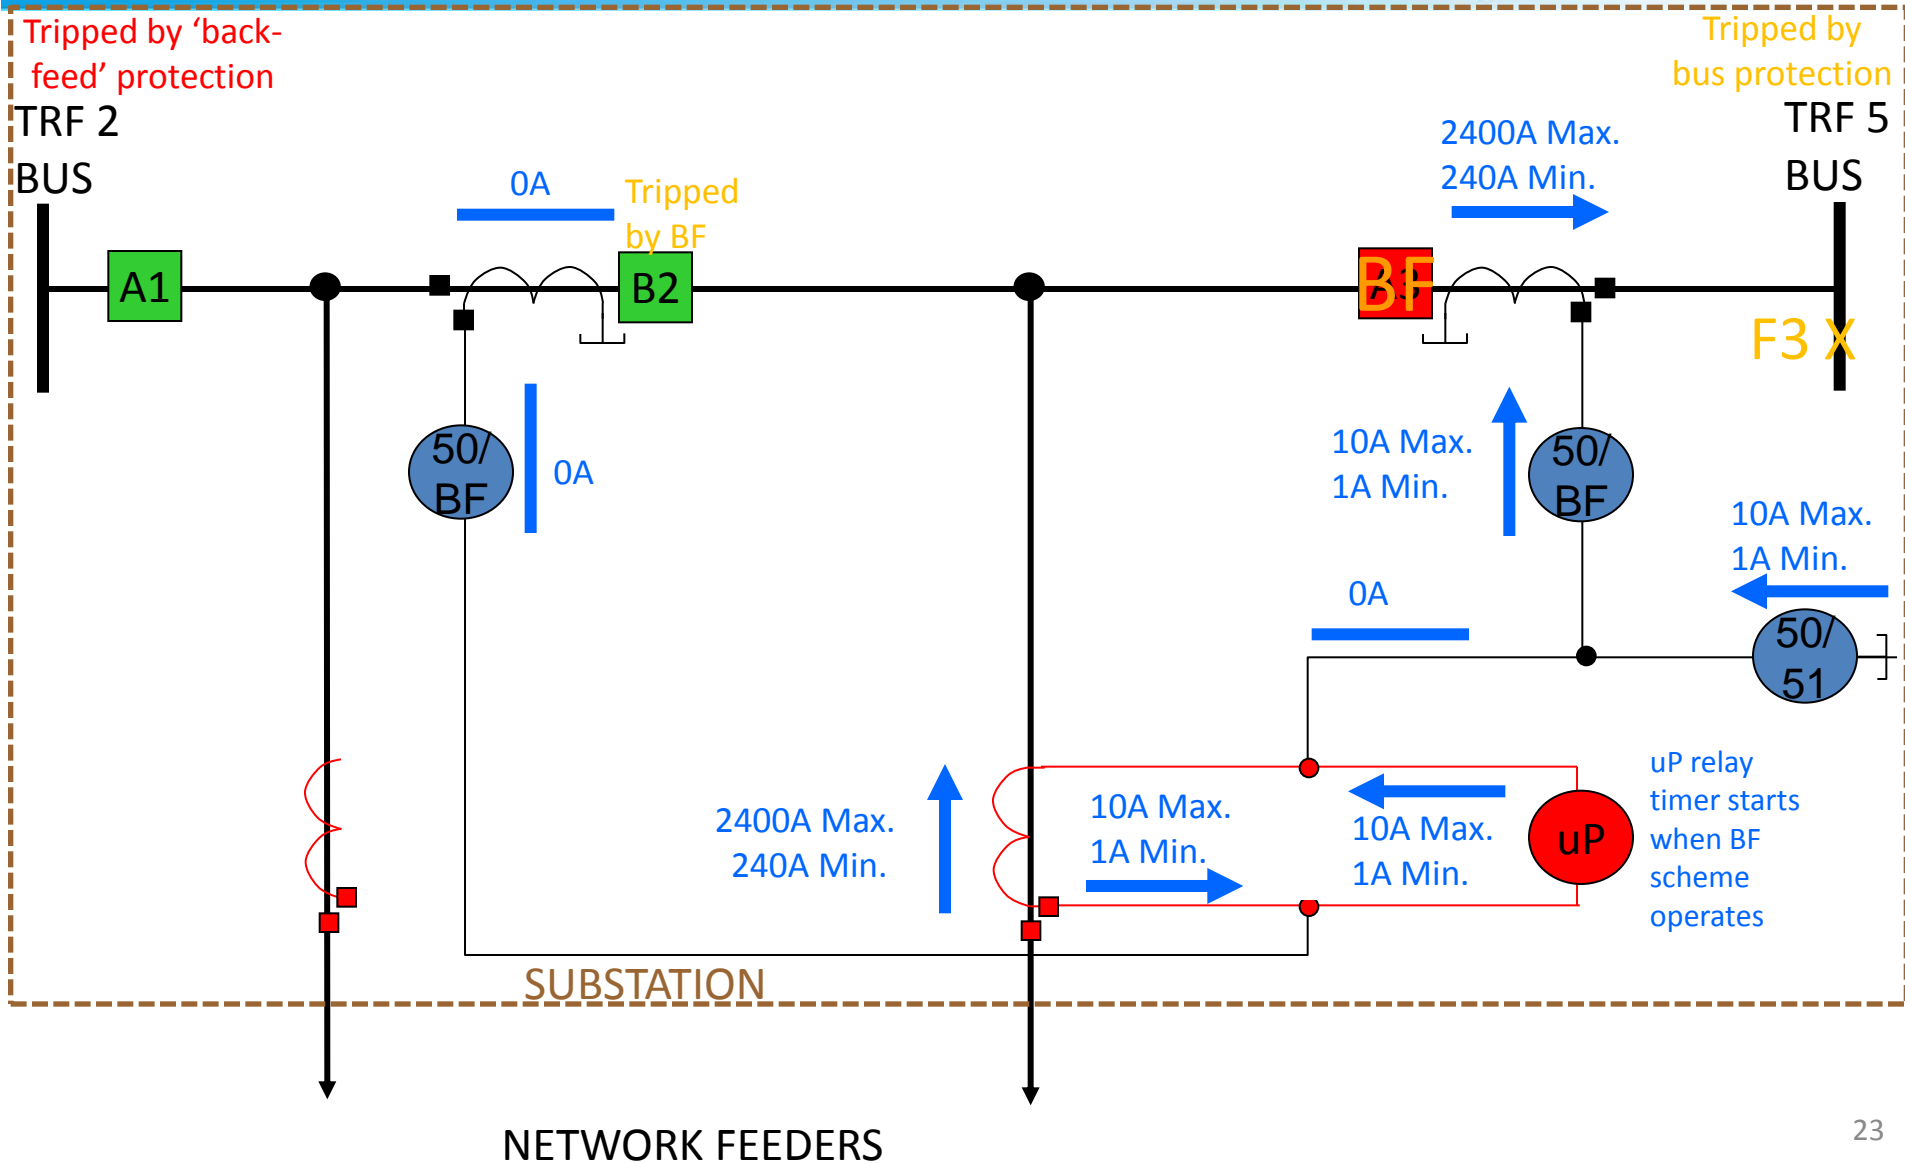 Tripped by ‘back-
feed’ protection
TRF 2
BUS
Tripped by
bus protection
TRF 5
BUS
0A
Tripped
by BF
2400A Max.
240A Min.
A1
B2
A3
BF
F3 X
50/
BF
0A
10A Max.
1A Min.
50/
BF
10A Max.
1A Min.
0A
50/
51
2400A Max.
240A Min.
10A Max.
1A Min.
10A Max.
1A Min.
uP
uP relay
timer starts
when BF
scheme
operates
SUBSTATION
NETWORK FEEDERS
23